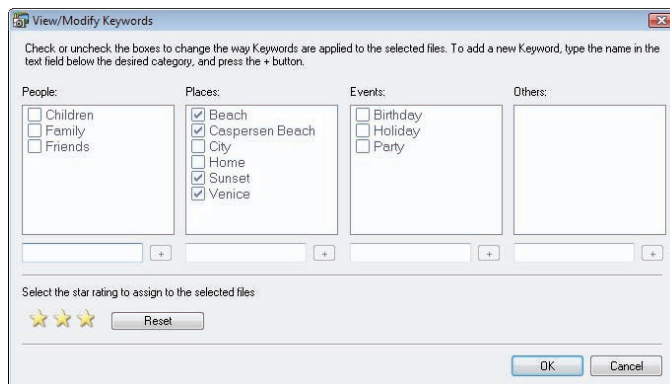 View/Modify Keywords
Check or uncheck the boxes to change the way Keywords are applied to the selected files. To add a new Keyword, type the name in the
text field below the desired category, and press the + button.
People:
Children
Family
Friends
+
Places:
Beach
Caspersen Beach
City
Home
Sunset
Venice
+
Events:
Birthday
Holiday
Party
+
Others:
+
Select the star rating to assign to the selected files
Reset
OK
Cancel